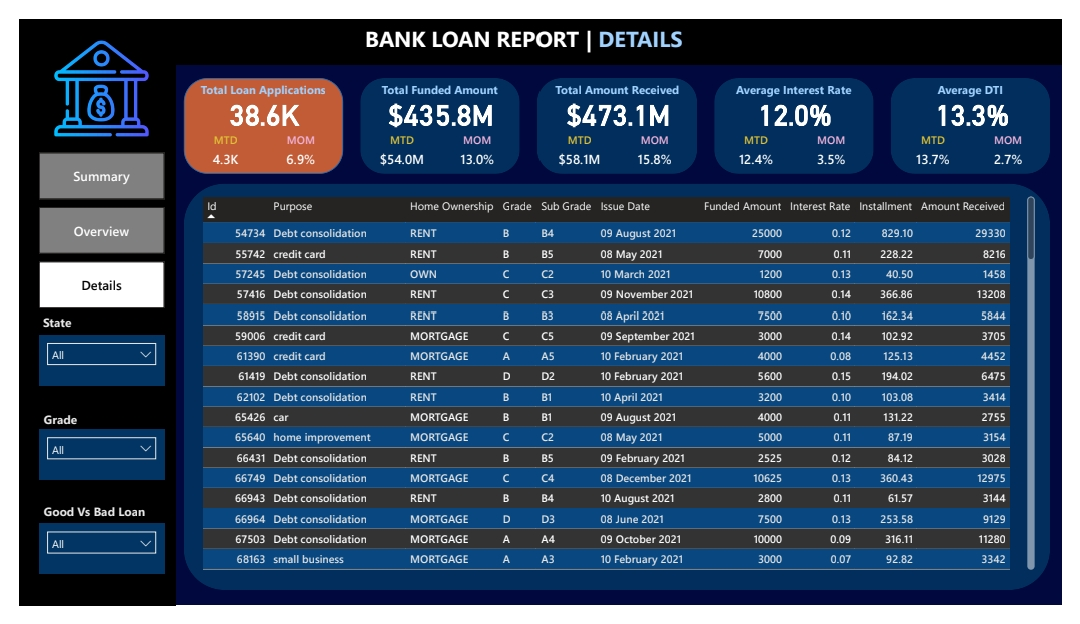 BANK LOAN REPORT | DETAILS
Total Loan Applications
38.6K
MTD MOM
4.3K 6.9%
Total Funded Amount
$435.8M
MTD MOM
$54.0M 13.0%
Total Amount Received
$473.1M
MTD MOM
$58.1M 15.8%
Average Interest Rate
12.0%
MTD MOM
12.4% 3.5%
Average DTI
13.3%
MTD MOM
13.7% 2.7%
Summary
Overview
Details
State
All
Grade
All
Good Vs Bad Loan
All
Id Purpose Home Ownership Grade Sub Grade Issue Date Funded Amount Interest Rate Installment Amount Received
54734 Debt consolidation RENT B B4 09 August 2021 25000 0.12 829.10 29330
55742 credit card RENT B B5 08 May 2021 7000 0.11 228.22 8216
57245 Debt consolidation OWN C C2 10 March 2021 1200 0.13 40.50 1458
57416 Debt consolidation RENT C C3 09 November 2021 10800 0.14 366.86 13208
58915 Debt consolidation RENT B B3 08 April 2021 7500 0.10 162.34 5844
59006 credit card MORTGAGE C C5 09 September 2021 3000 0.14 102.92 3705
61390 credit card MORTGAGE A A5 10 February 2021 4000 0.08 125.13 4452
61419 Debt consolidation RENT D D2 10 February 2021 5600 0.15 194.02 6475
62102 Debt consolidation RENT B B1 10 April 2021 3200 0.10 103.08 3414
65426 car MORTGAGE B B1 09 August 2021 4000 0.11 131.22 2755
65640 home improvement MORTGAGE C C2 08 May 2021 5000 0.11 87.19 3154
66431 Debt consolidation RENT B B5 09 February 2021 2525 0.12 84.12 3028
66749 Debt consolidation MORTGAGE C C4 08 December 2021 10625 0.13 360.43 12975
66943 Debt consolidation RENT B B4 10 August 2021 2800 0.11 61.57 3144
66964 Debt consolidation MORTGAGE D D3 08 June 2021 7500 0.13 253.58 9129
67503 Debt consolidation MORTGAGE A A4 09 October 2021 10000 0.09 316.11 11280
68163 small business MORTGAGE A A3 10 February 2021 3000 0.07 92.82 3342